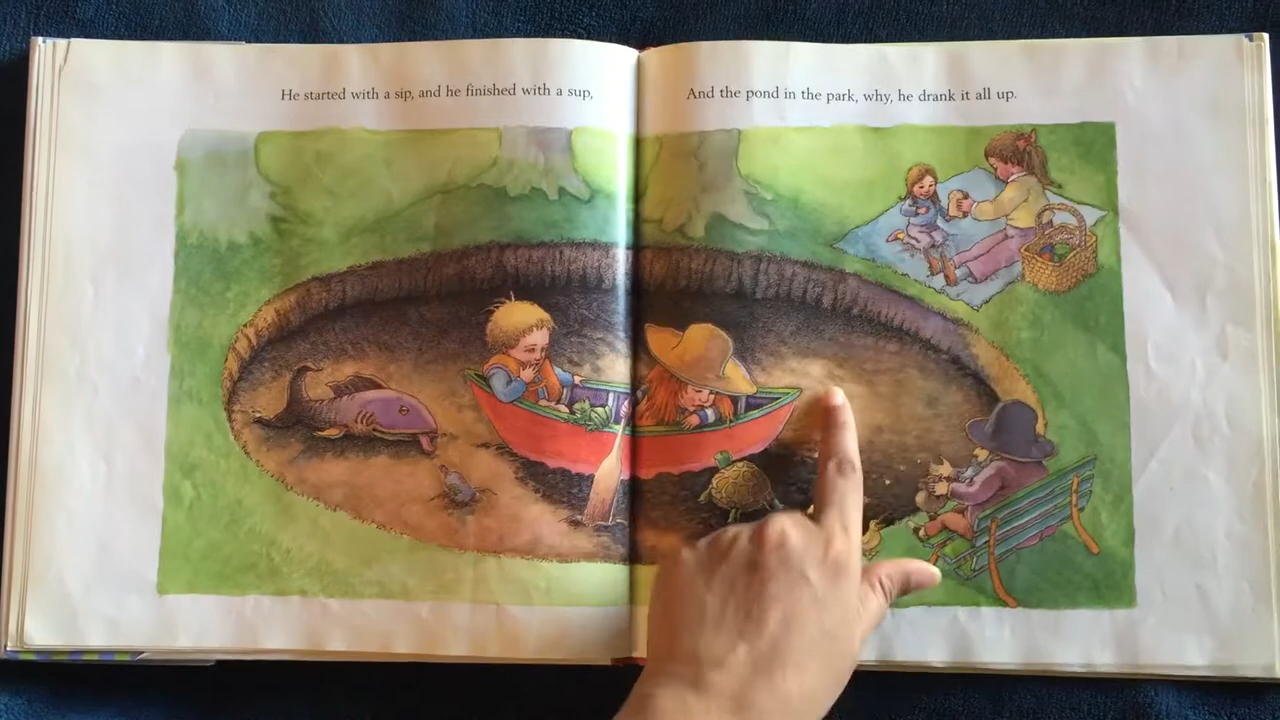 He started with a sip, and he finished with a sup,
And the pond in the park, why, he drank it all up.